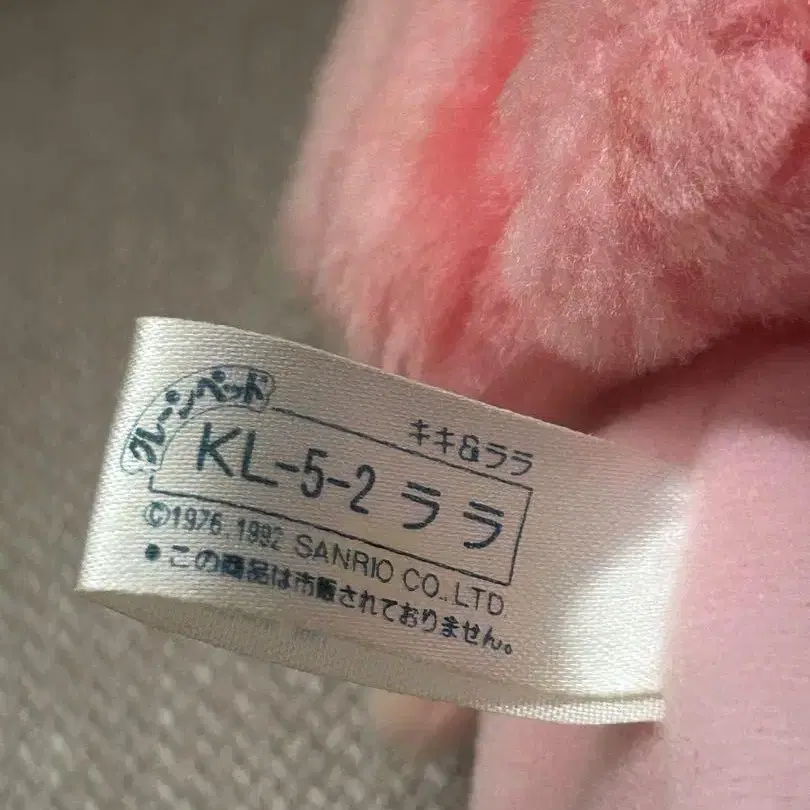 クレーンペット
キキ&ララ
KL-5-2 ララ
©1976,1992 SANRIO CO.,LTD.
●この商品は市販されておりません。